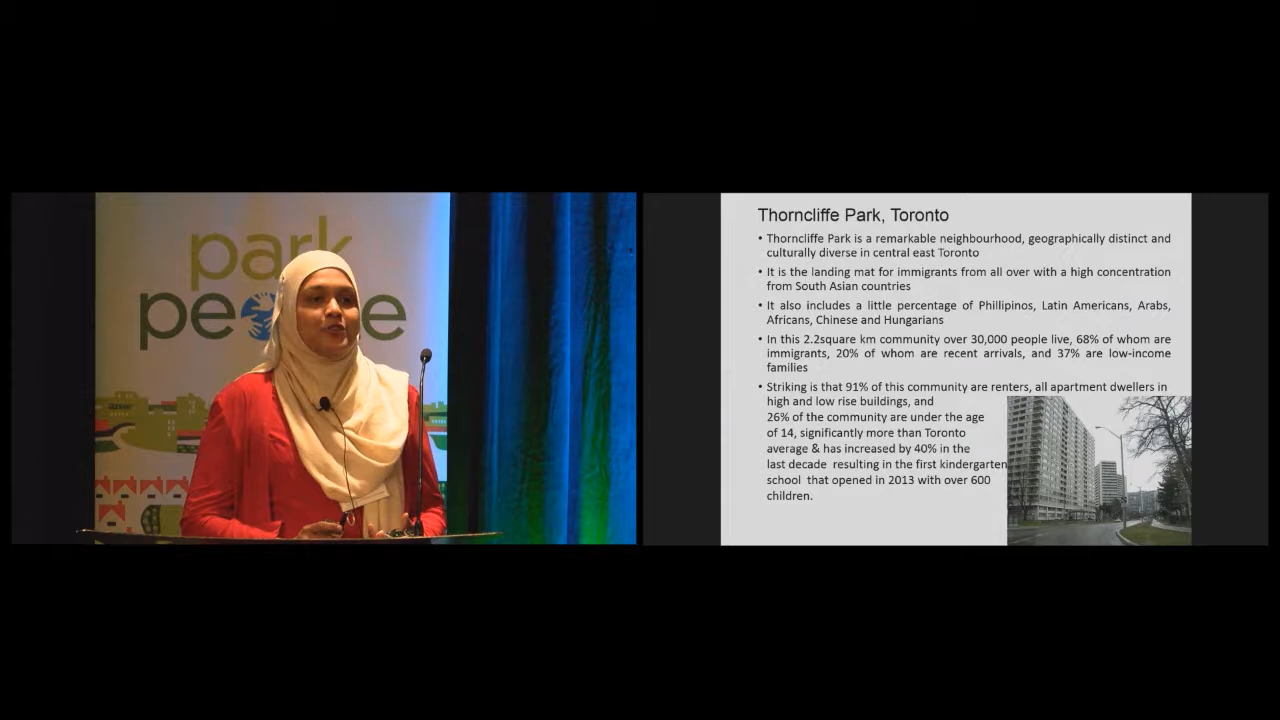 park
pe
e
Thorncliffe Park, Toronto
• Thorncliffe Park is a remarkable neighbourhood, geographically distinct and
culturally diverse in central east Toronto
• It is the landing mat for immigrants from all over with a high concentration
from South Asian countries
• It also includes a little percentage of Phillipinos, Latin Americans, Arabs,
Africans, Chinese and Hungarians
• In this 2.2square km community over 30,000 people live, 68% of whom are
immigrants, 20% of whom are recent arrivals, and 37% are low-income
families
• Striking is that 91% of this community are renters, all apartment dwellers in
high and low rise buildings, and
26% of the community are under the age
of 14, significantly more than Toronto
average & has increased by 40% in the
last decade resulting in the first kindergarten
school that opened in 2013 with over 600
children.